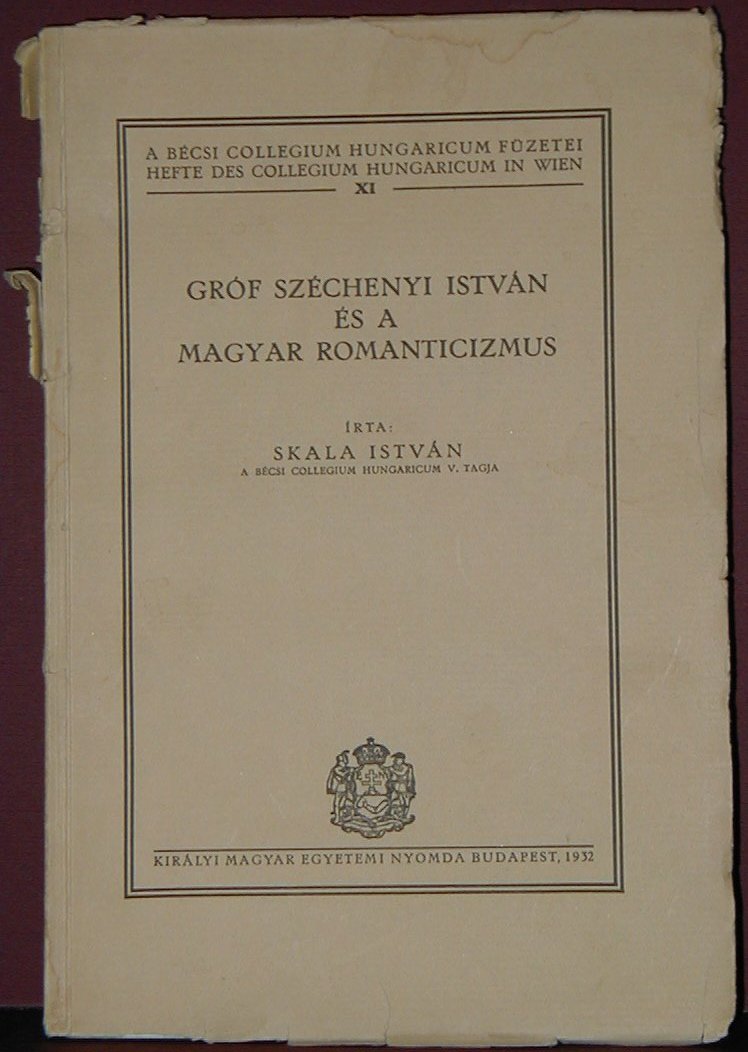 A BÉCSI COLLEGIUM HUNGARICUM FÜZETEI
HEFTE DES COLLEGIUM HUNGARICUM IN WIEN
XI
GRÓF SZÉCHENYI ISTVÁN
ÉS A
MAGYAR ROMANTICIZMUS
ÍRTA:
SKALA ISTVÁN
A BÉCSI COLLEGIUM HUNGARICUM V. TAGJA
KIRÁLYI MAGYAR EGYETEMI NYOMDA BUDAPEST, 1932